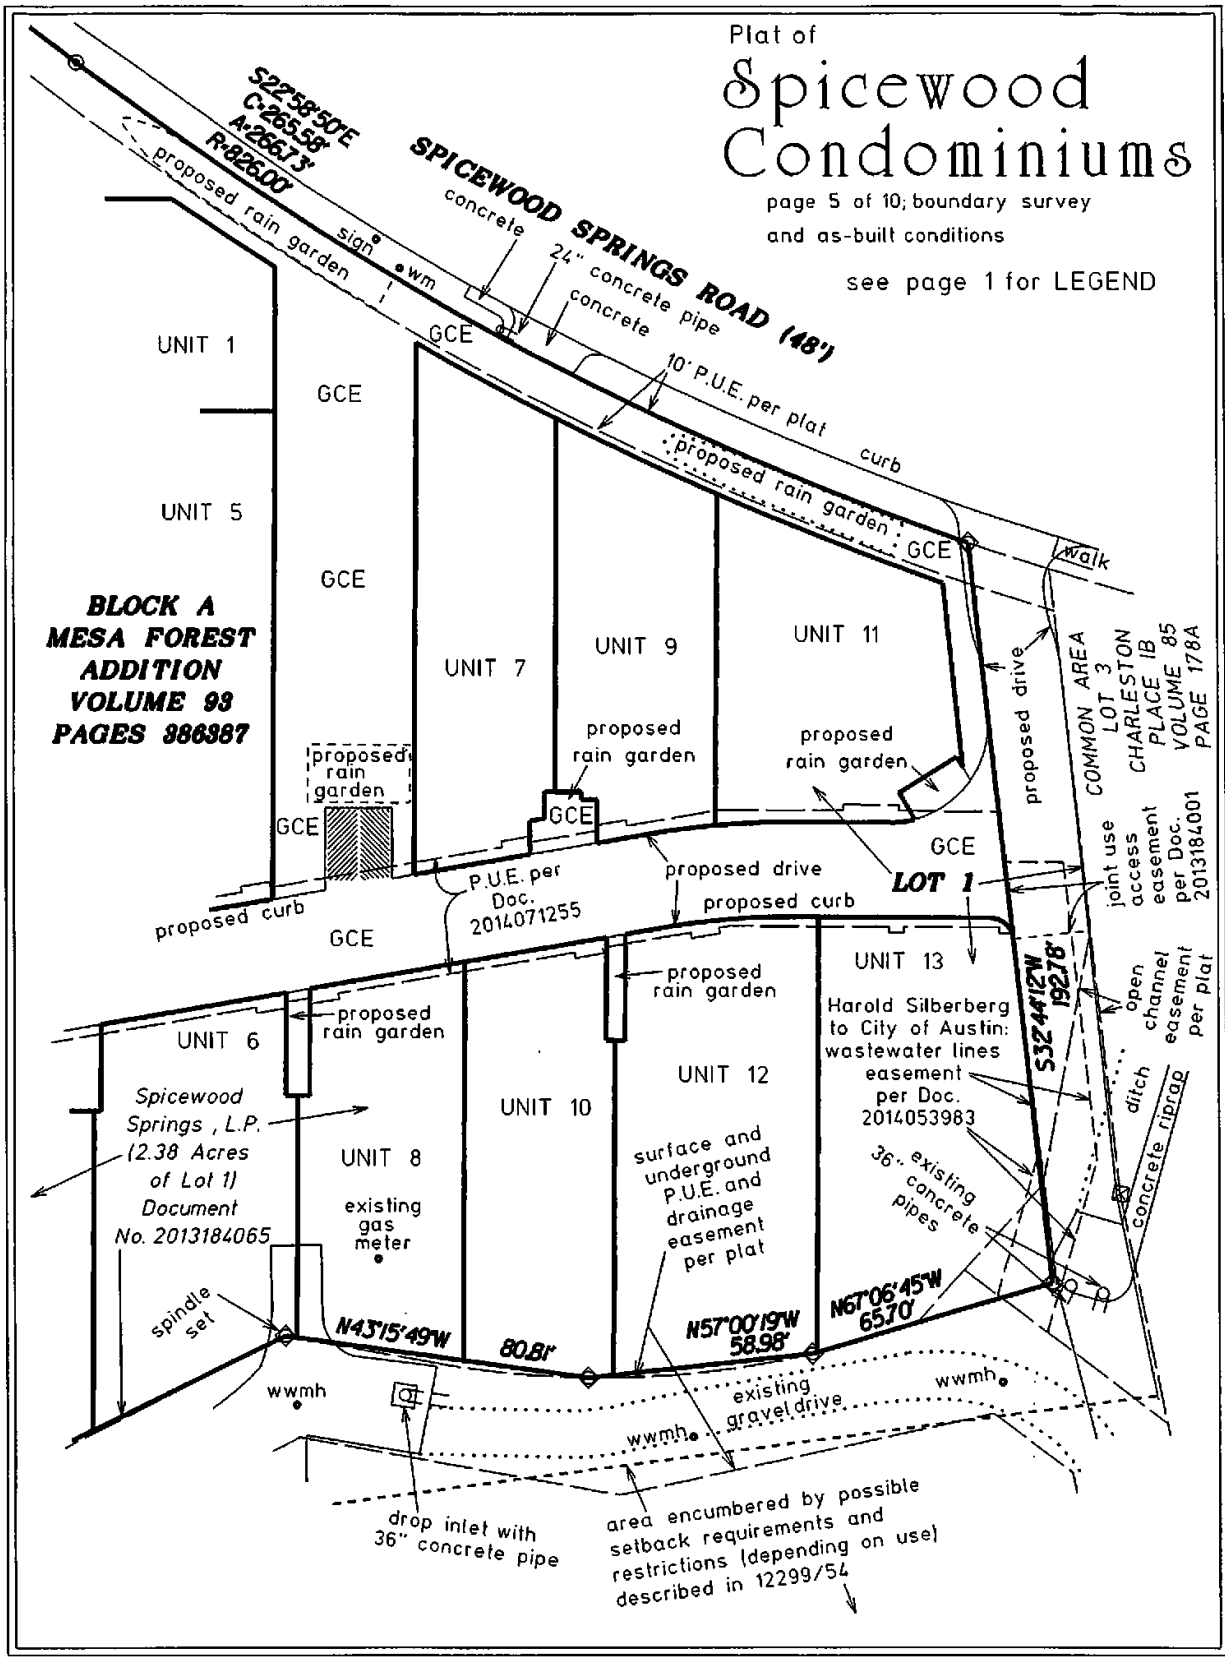 Plat of
Spicewood
Condominiums
page 5 of 10; boundary survey
and as-built conditions
see page 1 for LEGEND
S22°58'50"E
C=265.58'
A=266.73'
R=826.00'
SPICEWOOD SPRINGS ROAD (48')
proposed rain garden
sign
wm
concrete
24" concrete pipe
concrete
10' P.U.E. per plat
curb
proposed rain garden
walk
GCE
GCE
UNIT 1
GCE
UNIT 5
GCE
BLOCK A
MESA FOREST
ADDITION
VOLUME 93
PAGES 386387
UNIT 7
UNIT 9
UNIT 11
proposed
rain garden
proposed
rain garden
proposed
rain
garden
GCE
GCE
GCE
proposed drive
COMMON AREA
LOT 3
CHARLESTON
PLACE 1B
VOLUME 85
PAGE 178A
LOT 1
joint use
access
easement
per Doc.
2013184001
proposed curb
GCE
P.U.E. per
Doc.
2014071255
proposed drive
proposed curb
UNIT 13
proposed
rain garden
proposed
rain garden
S32°44'12"W
192.78'
open
channel
easement
per plat
Harold Silberberg
to City of Austin:
wastewater lines
easement
per Doc.
2014053983
ditch
concrete riprap
UNIT 6
Spicewood
Springs , L.P.
(2.38 Acres
of Lot 1)
Document
No. 2013184065
UNIT 8
existing
gas
meter
UNIT 10
UNIT 12
surface and
underground
P.U.E. and
drainage
easement
per plat
existing
36" concrete
pipes
spindle
set
N43°15'49"W
80.81'
N57°00'19"W
58.98'
N67°06'45"W
65.70'
wwmh
existing
gravel drive
wwmh
wwmh
drop inlet with
36" concrete pipe
area encumbered by possible
setback requirements and
restrictions (depending on use)
described in 12299/54